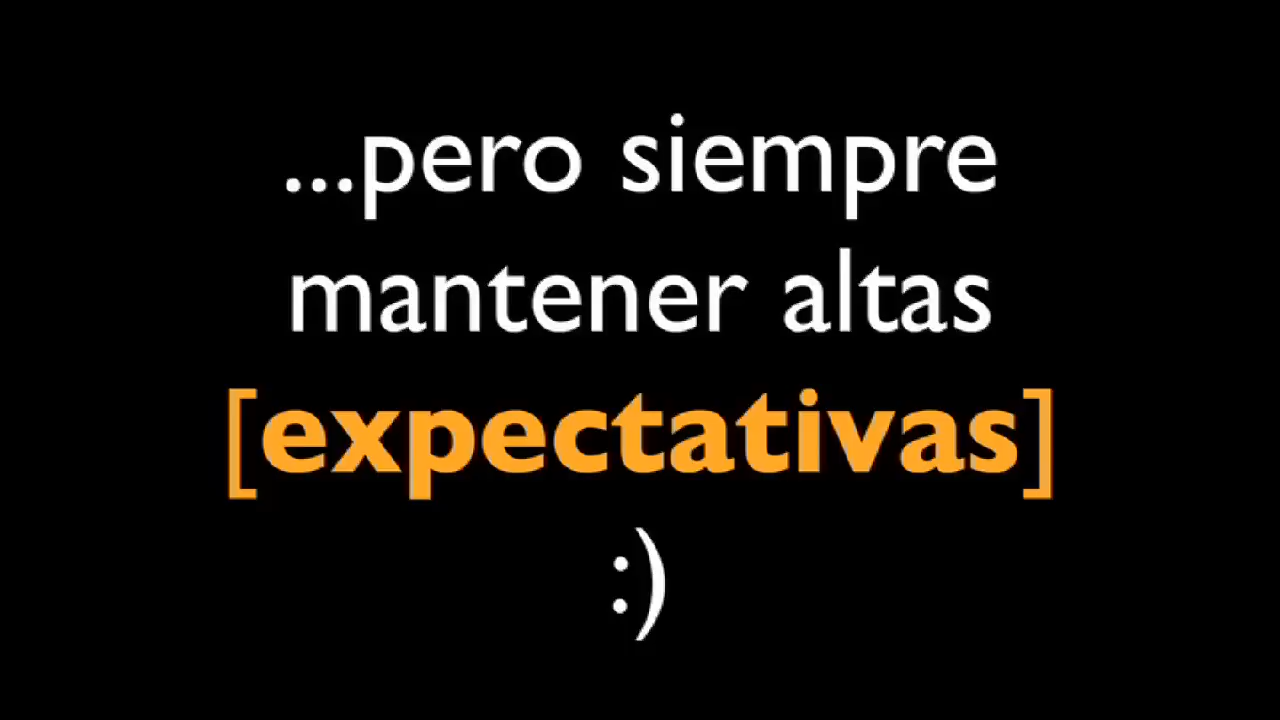 ...pero siempre
mantener altas
[expectativas]
:)